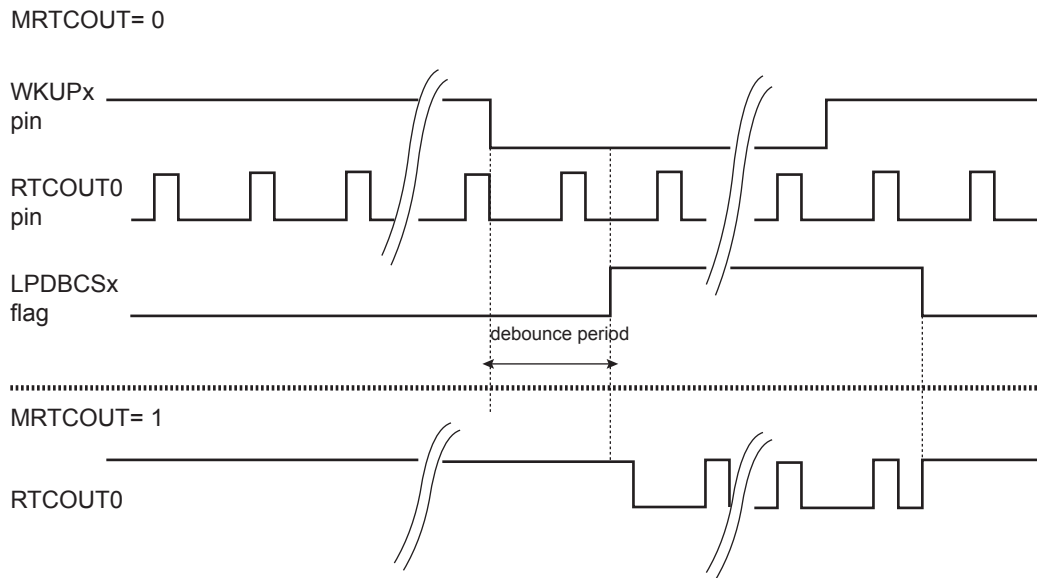 MRTCOUT= 0
WKUPx
pin
RTCOUT0
pin
LPDBCSx
flag
debounce period
MRTCOUT= 1
RTCOUT0